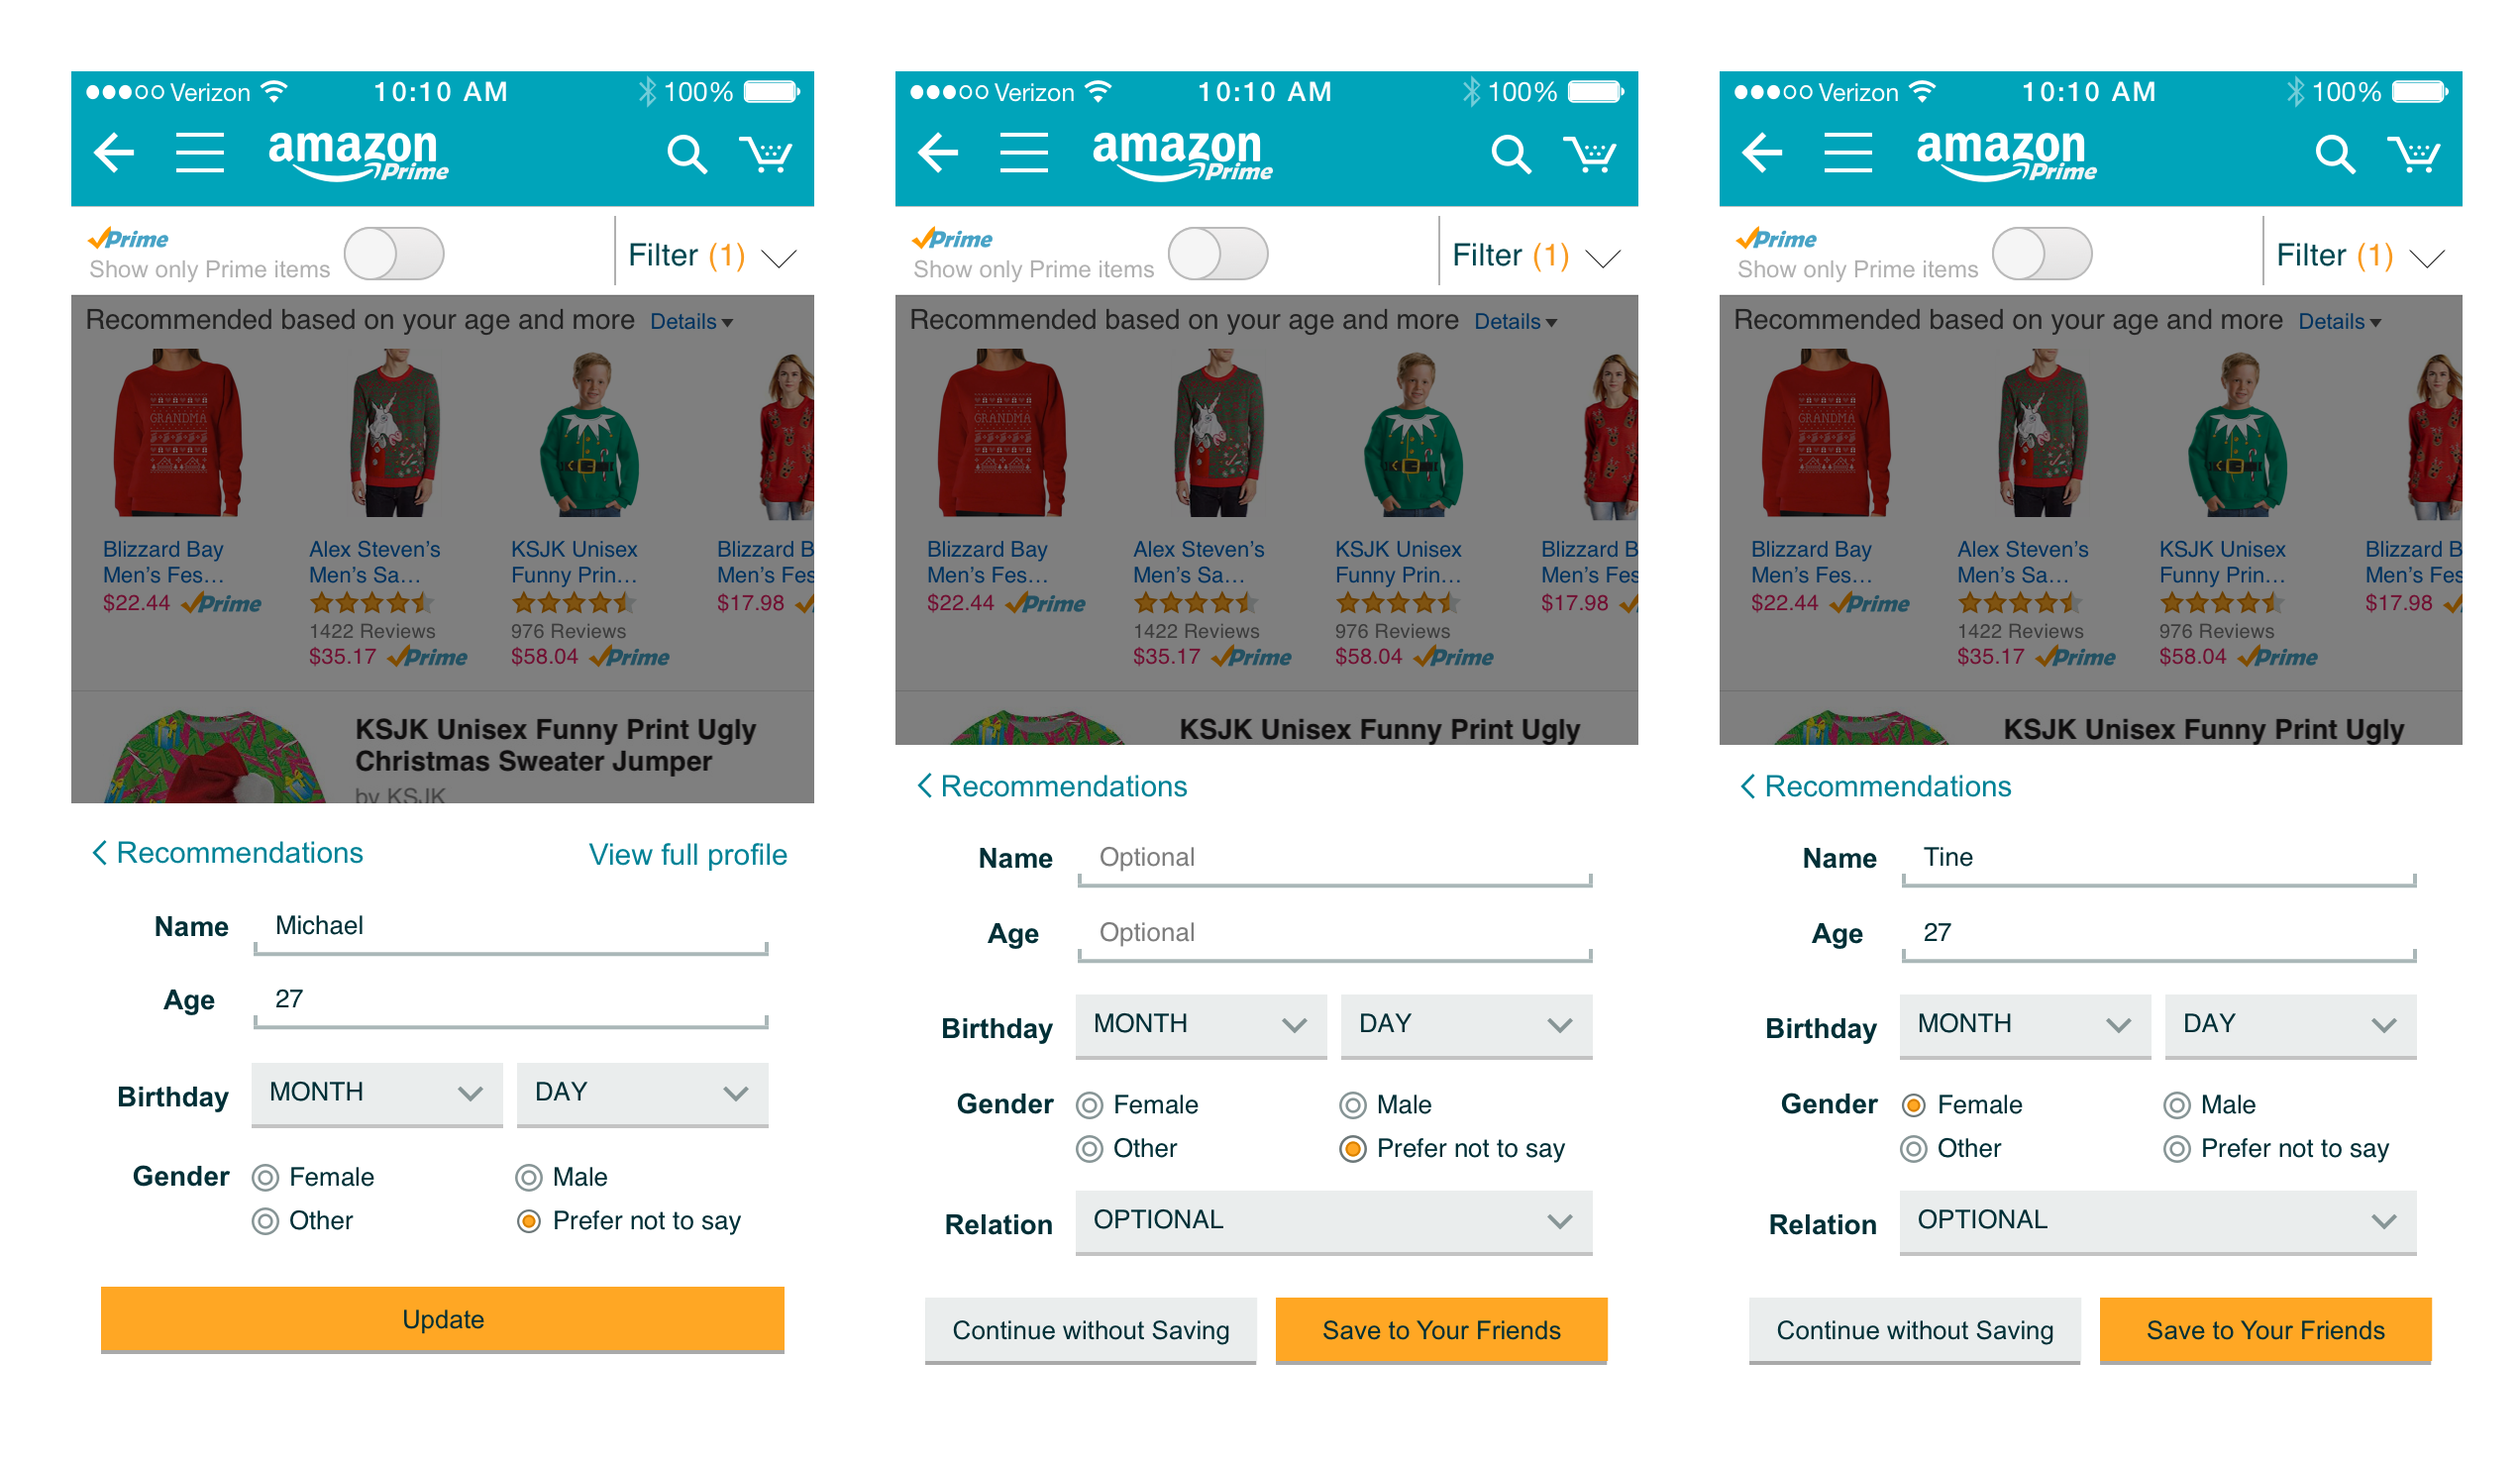 Verizon 10:10 AM 100%
amazon Prime
Prime
Show only Prime items
Filter (1)
Recommended based on your age and more Details
GRANDMA
Blizzard Bay
Men’s Fes...
$22.44 Prime
Alex Steven’s
Men’s Sa...
1422 Reviews
$35.17 Prime
KSJK Unisex
Funny Prin...
976 Reviews
$58.04 Prime
Blizzard B
Men’s Fes
$17.98
KSJK Unisex Funny Print Ugly
Christmas Sweater Jumper
by KSJK
Recommendations
View full profile
Name Michael
Age 27
Birthday MONTH DAY
Gender Female Male
Other Prefer not to say
Update
Verizon 10:10 AM 100%
amazon Prime
Prime
Show only Prime items
Filter (1)
Recommended based on your age and more Details
GRANDMA
Blizzard Bay
Men’s Fes...
$22.44 Prime
Alex Steven’s
Men’s Sa...
1422 Reviews
$35.17 Prime
KSJK Unisex
Funny Prin...
976 Reviews
$58.04 Prime
Blizzard B
Men’s Fes
$17.98
KSJK Unisex Funny Print Ugly
Recommendations
Name Optional
Age Optional
Birthday MONTH DAY
Gender Female Male
Other Prefer not to say
Relation OPTIONAL
Continue without Saving Save to Your Friends
Verizon 10:10 AM 100%
amazon Prime
Prime
Show only Prime items
Filter (1)
Recommended based on your age and more Details
GRANDMA
Blizzard Bay
Men’s Fes...
$22.44 Prime
Alex Steven’s
Men’s Sa...
1422 Reviews
$35.17 Prime
KSJK Unisex
Funny Prin...
976 Reviews
$58.04 Prime
Blizzard B
Men’s Fes
$17.98
KSJK Unisex Funny Print Ugly
Recommendations
Name Tine
Age 27
Birthday MONTH DAY
Gender Female Male
Other Prefer not to say
Relation OPTIONAL
Continue without Saving Save to Your Friends